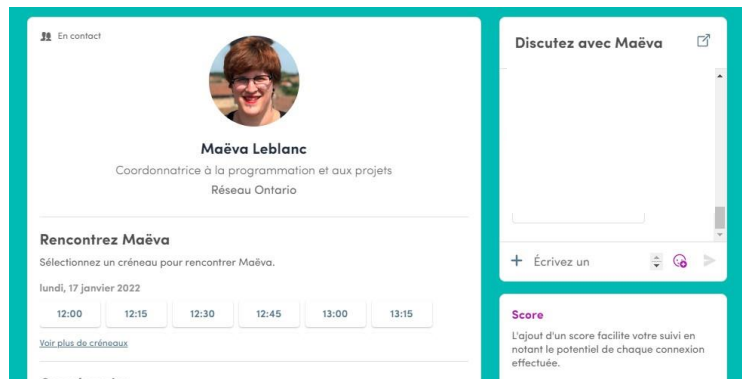 En contact
Maëva Leblanc
Coordonnatrice à la programmation et aux projets
Réseau Ontario
Rencontrez Maëva
Sélectionnez un créneau pour rencontrer Maëva.
lundi, 17 janvier 2022
12:00 12:15 12:30 12:45 13:00 13:15
Voir plus de créneaux
Discutez avec Maëva
Écrivez un
Score
L'ajout d'un score facilite votre suivi en
notant le potentiel de chaque connexion
effectuée.